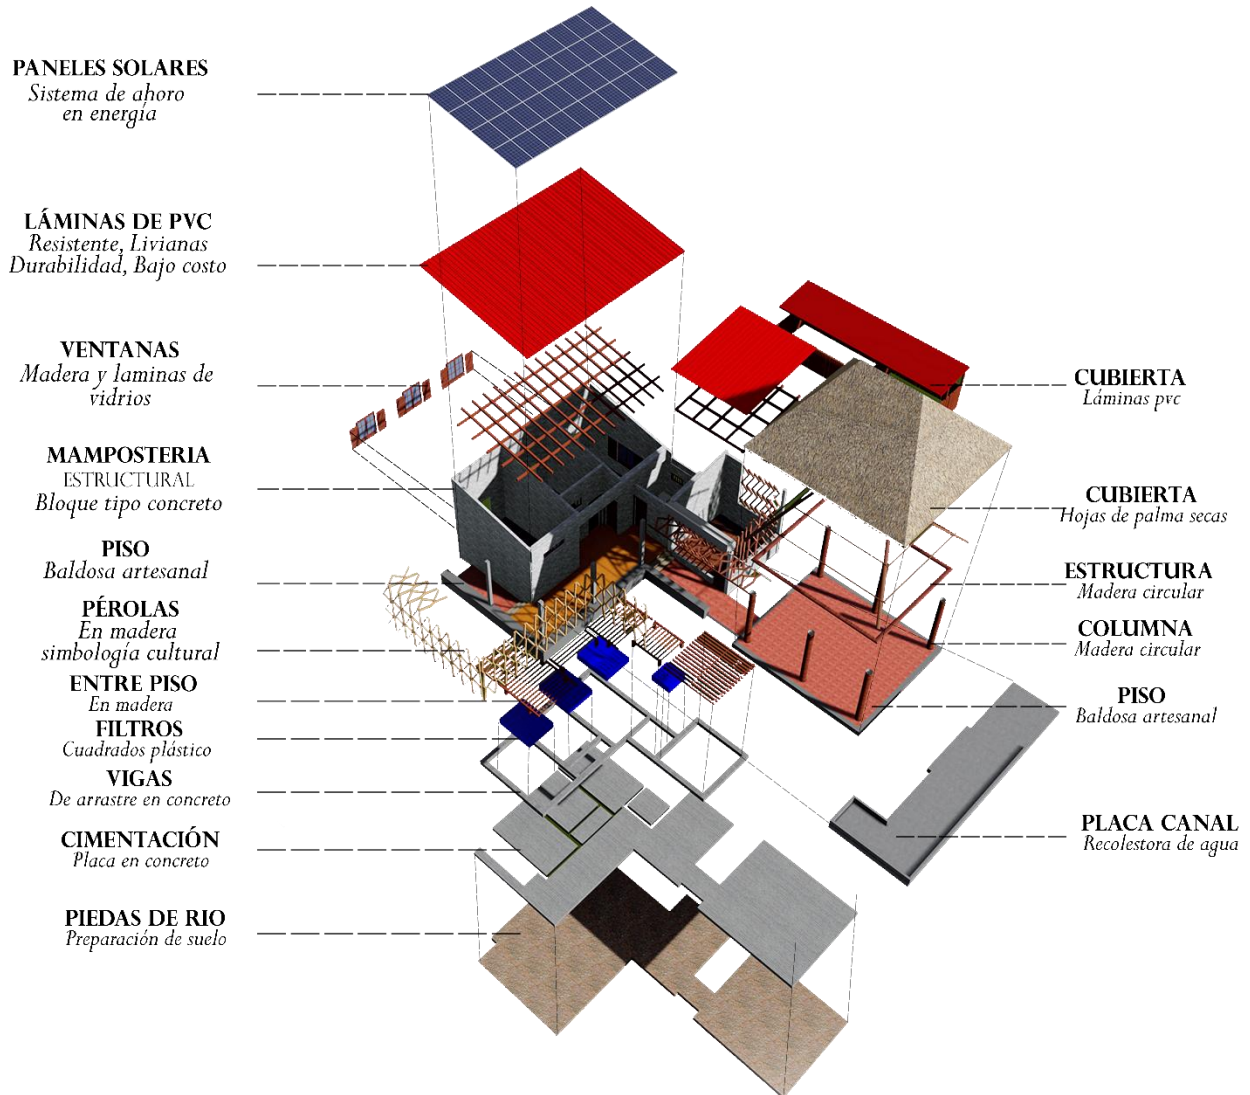 PANELES SOLARES
Sistema de ahoro
en energía
LÁMINAS DE PVC
Resistente, Livianas
Durabilidad, Bajo costo
VENTANAS
Madera y laminas de
vidrios
MAMPOSTERIA
ESTRUCTURAL
Bloque tipo concreto
PISO
Baldosa artesanal
PÉROLAS
En madera
simbología cultural
ENTRE PISO
En madera
FILTROS
Cuadrados plástico
VIGAS
De arrastre en concreto
CIMENTACIÓN
Placa en concreto
PIEDAS DE RIO
Preparación de suelo
CUBIERTA
Láminas pvc
CUBIERTA
Hojas de palma secas
ESTRUCTURA
Madera circular
COLUMNA
Madera circular
PISO
Baldosa artesanal
PLACA CANAL
Recolestora de agua